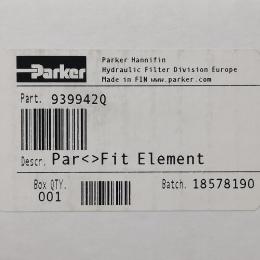 Parker
Parker Hannifin
Hydraulic Filter Division Europe
Made in FIN www.parker.com
Part. 939942Q
Descr. Par<>Fit Element
Box QTY. 001
Batch. 18578190